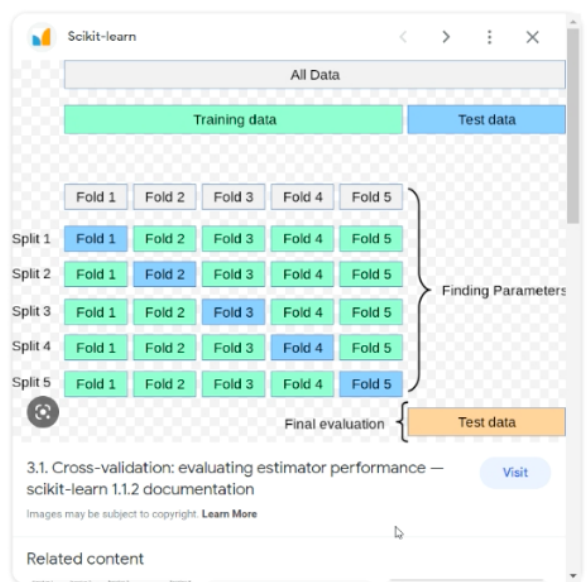 Scikit-learn
All Data
Training data Test data
Fold 1 Fold 2 Fold 3 Fold 4 Fold 5
Split 1 Fold 1 Fold 2 Fold 3 Fold 4 Fold 5
Split 2 Fold 1 Fold 2 Fold 3 Fold 4 Fold 5
Finding Parameters
Split 3 Fold 1 Fold 2 Fold 3 Fold 4 Fold 5
Split 4 Fold 1 Fold 2 Fold 3 Fold 4 Fold 5
Split 5 Fold 1 Fold 2 Fold 3 Fold 4 Fold 5
Final evaluation Test data
3.1. Cross-validation: evaluating estimator performance —
scikit-learn 1.1.2 documentation
Visit
Images may be subject to copyright. Learn More
Related content